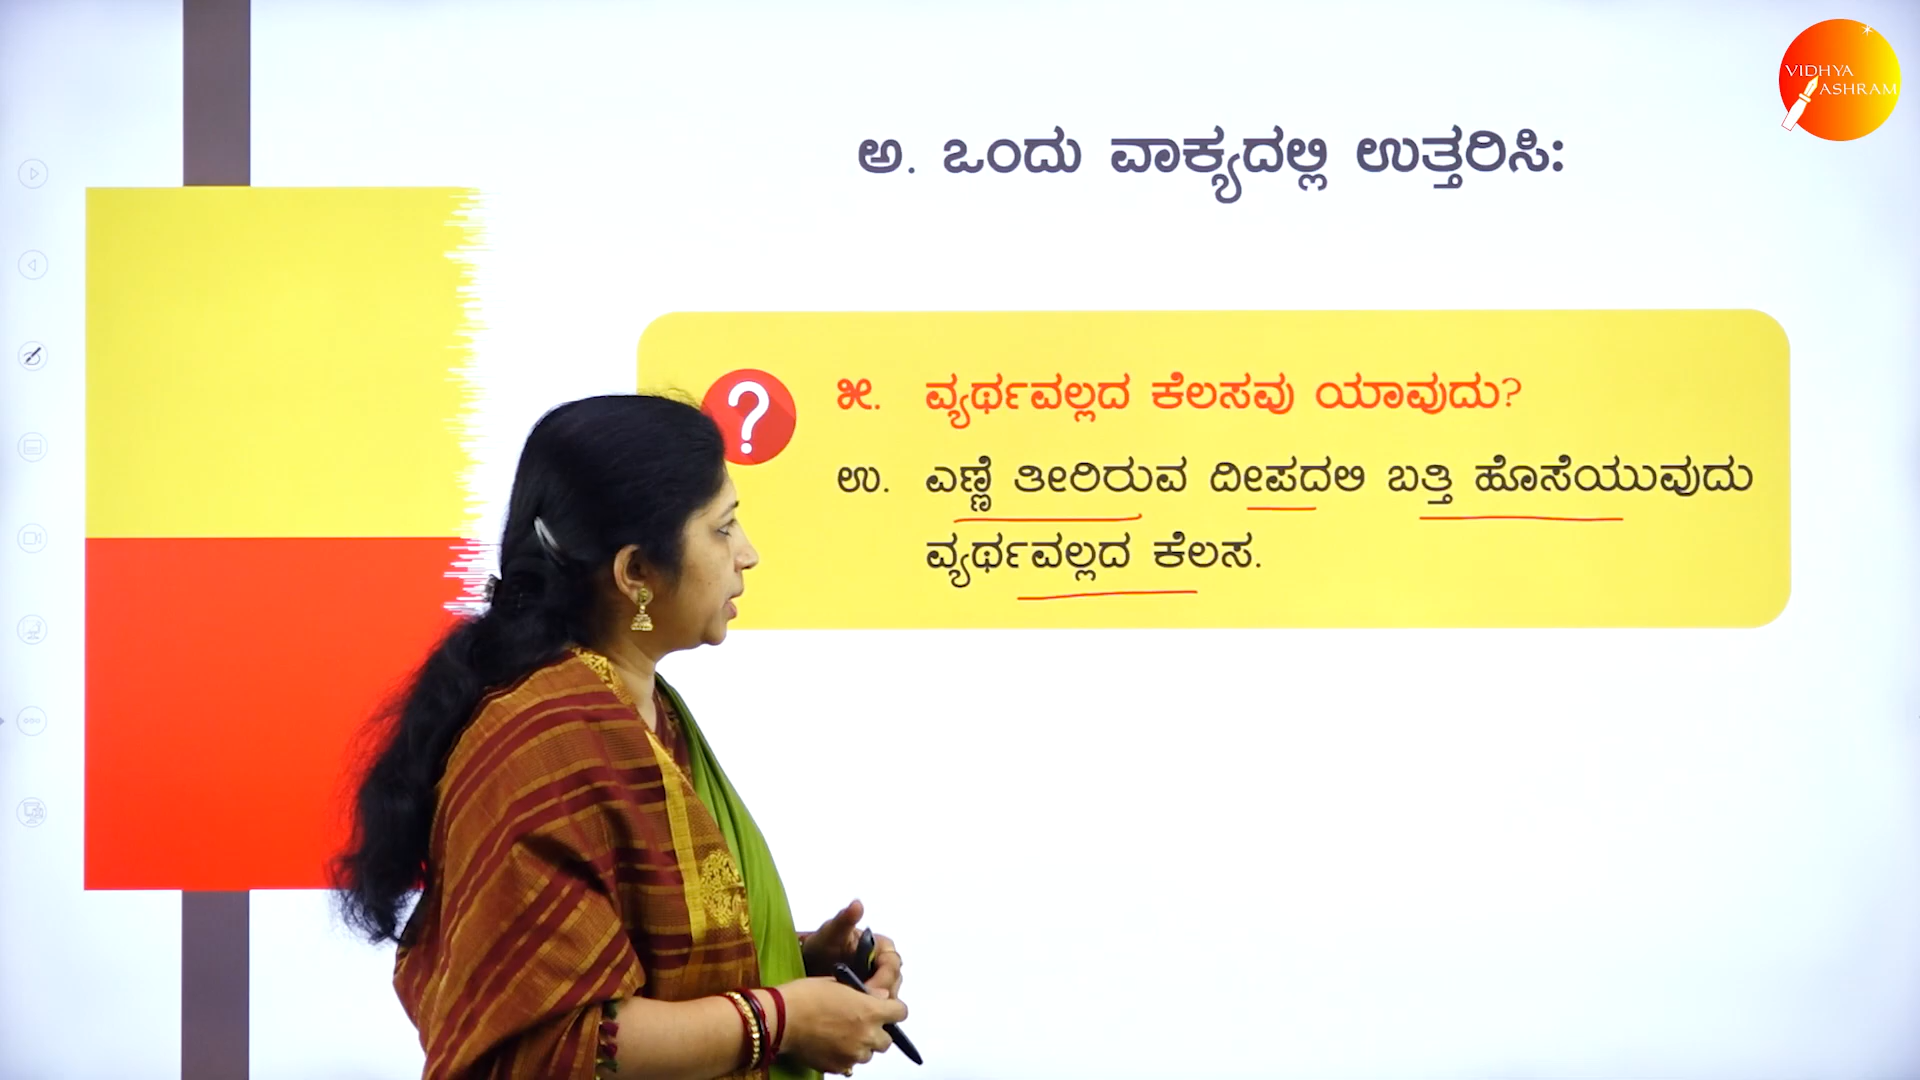 VIDHYA
ASHRAM
ಅ. ಒಂದು ವಾಕ್ಯದಲ್ಲಿ ಉತ್ತರಿಸಿ:
೫. ವ್ಯರ್ಥವಲ್ಲದ ಕೆಲಸವು ಯಾವುದು?
ಉ. ಎಣ್ಣೆ ತೀರಿರುವ ದೀಪದಲಿ ಬತ್ತಿ ಹೊಸೆಯುವುದು
ವ್ಯರ್ಥವಲ್ಲದ ಕೆಲಸ.